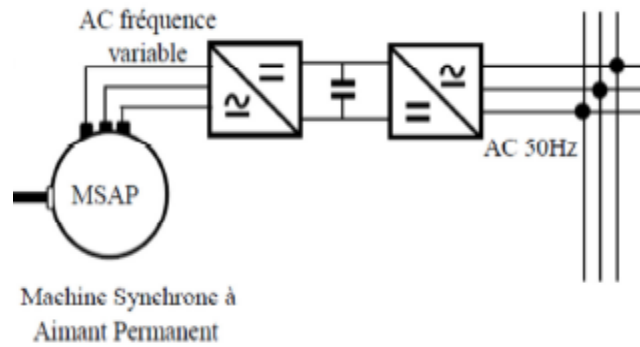 AC fréquence
variable
AC 50Hz
MSAP
Machine Synchrone à
Aimant Permanent